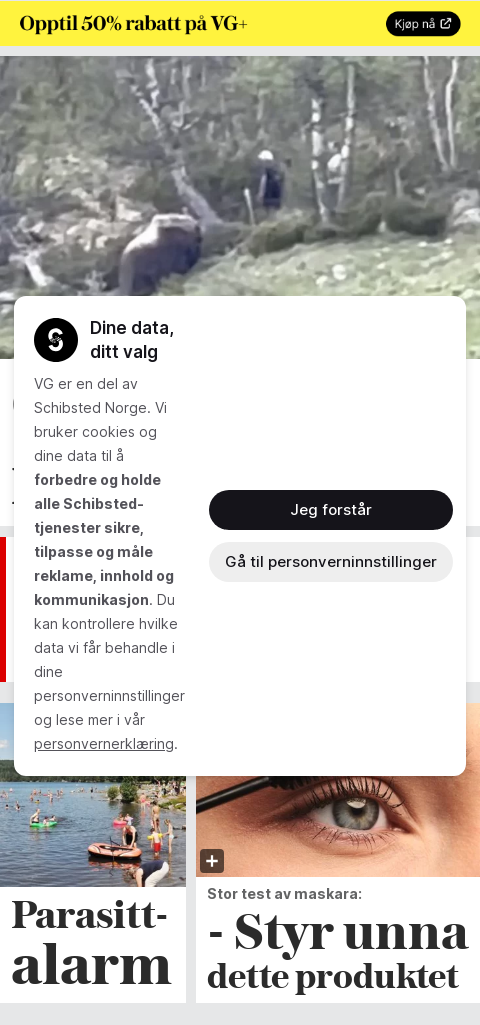 Opptil 50% rabatt på VG+
Kjøp nå
Dine data,
ditt valg
VG er en del av
Schibsted Norge. Vi
bruker cookies og
dine data til å
forbedre og holde
alle Schibsted-
tjenester sikre,
tilpasse og måle
reklame, innhold og
kommunikasjon. Du
kan kontrollere hvilke
data vi får behandle i
dine
personverninnstillinger
og lese mer i vår
personvernerklæring.
Jeg forstår
Gå til personverninnstillinger
Parasitt-
alarm
Stor test av maskara:
- Styr unna
dette produktet